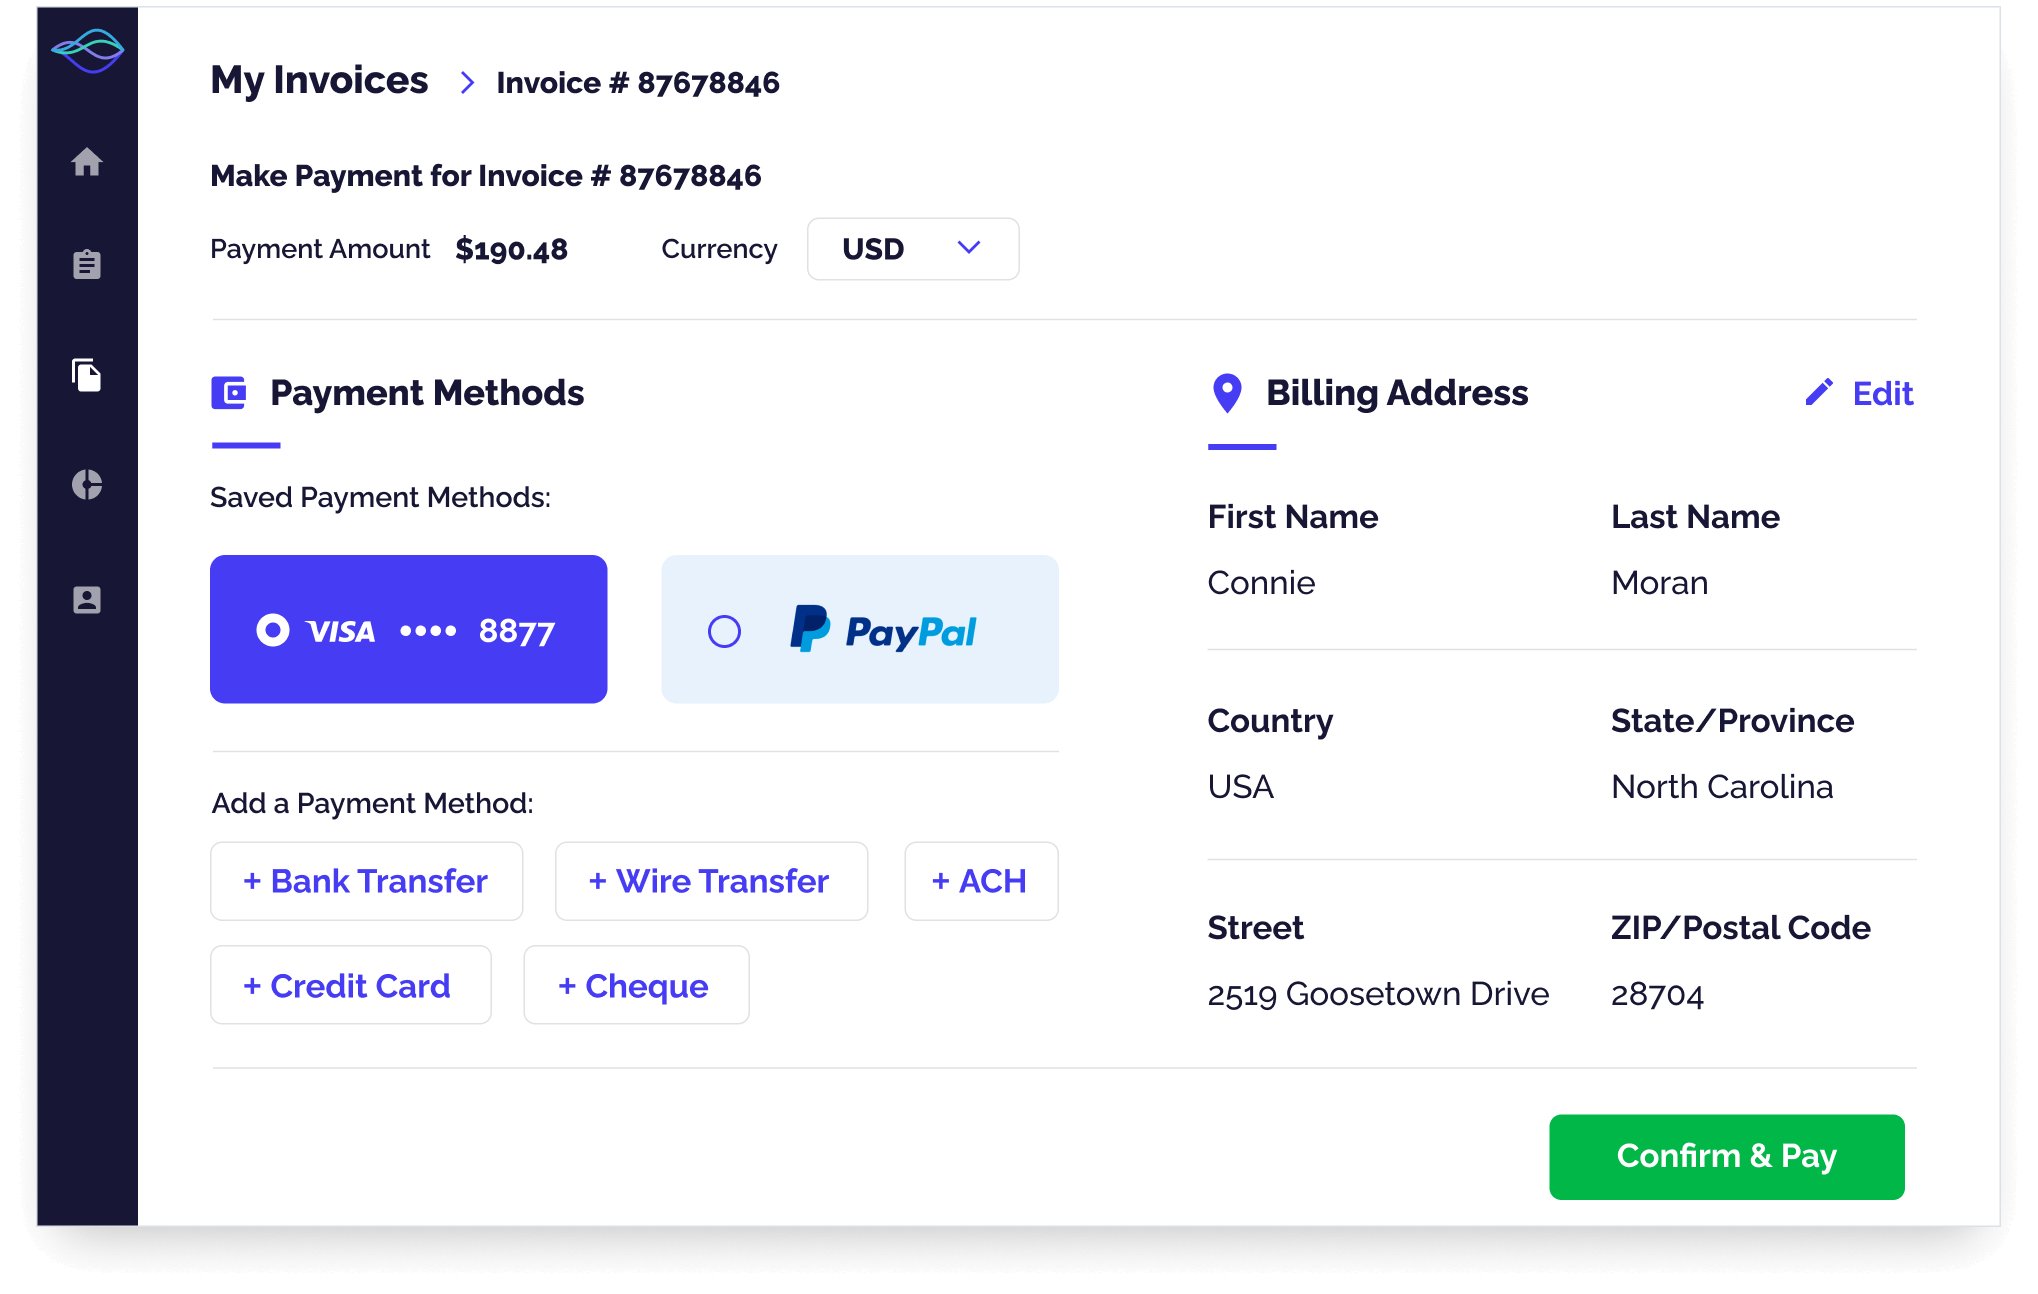 My Invoices > Invoice # 87678846
Make Payment for Invoice # 87678846
Payment Amount $190.48 Currency USD
Payment Methods
Saved Payment Methods:
VISA •••• 8877
PayPal
Add a Payment Method:
+ Bank Transfer
+ Wire Transfer
+ ACH
+ Credit Card
+ Cheque
Billing Address
Edit
First Name Last Name
Connie Moran
Country State/Province
USA North Carolina
Street ZIP/Postal Code
2519 Goosetown Drive 28704
Confirm & Pay